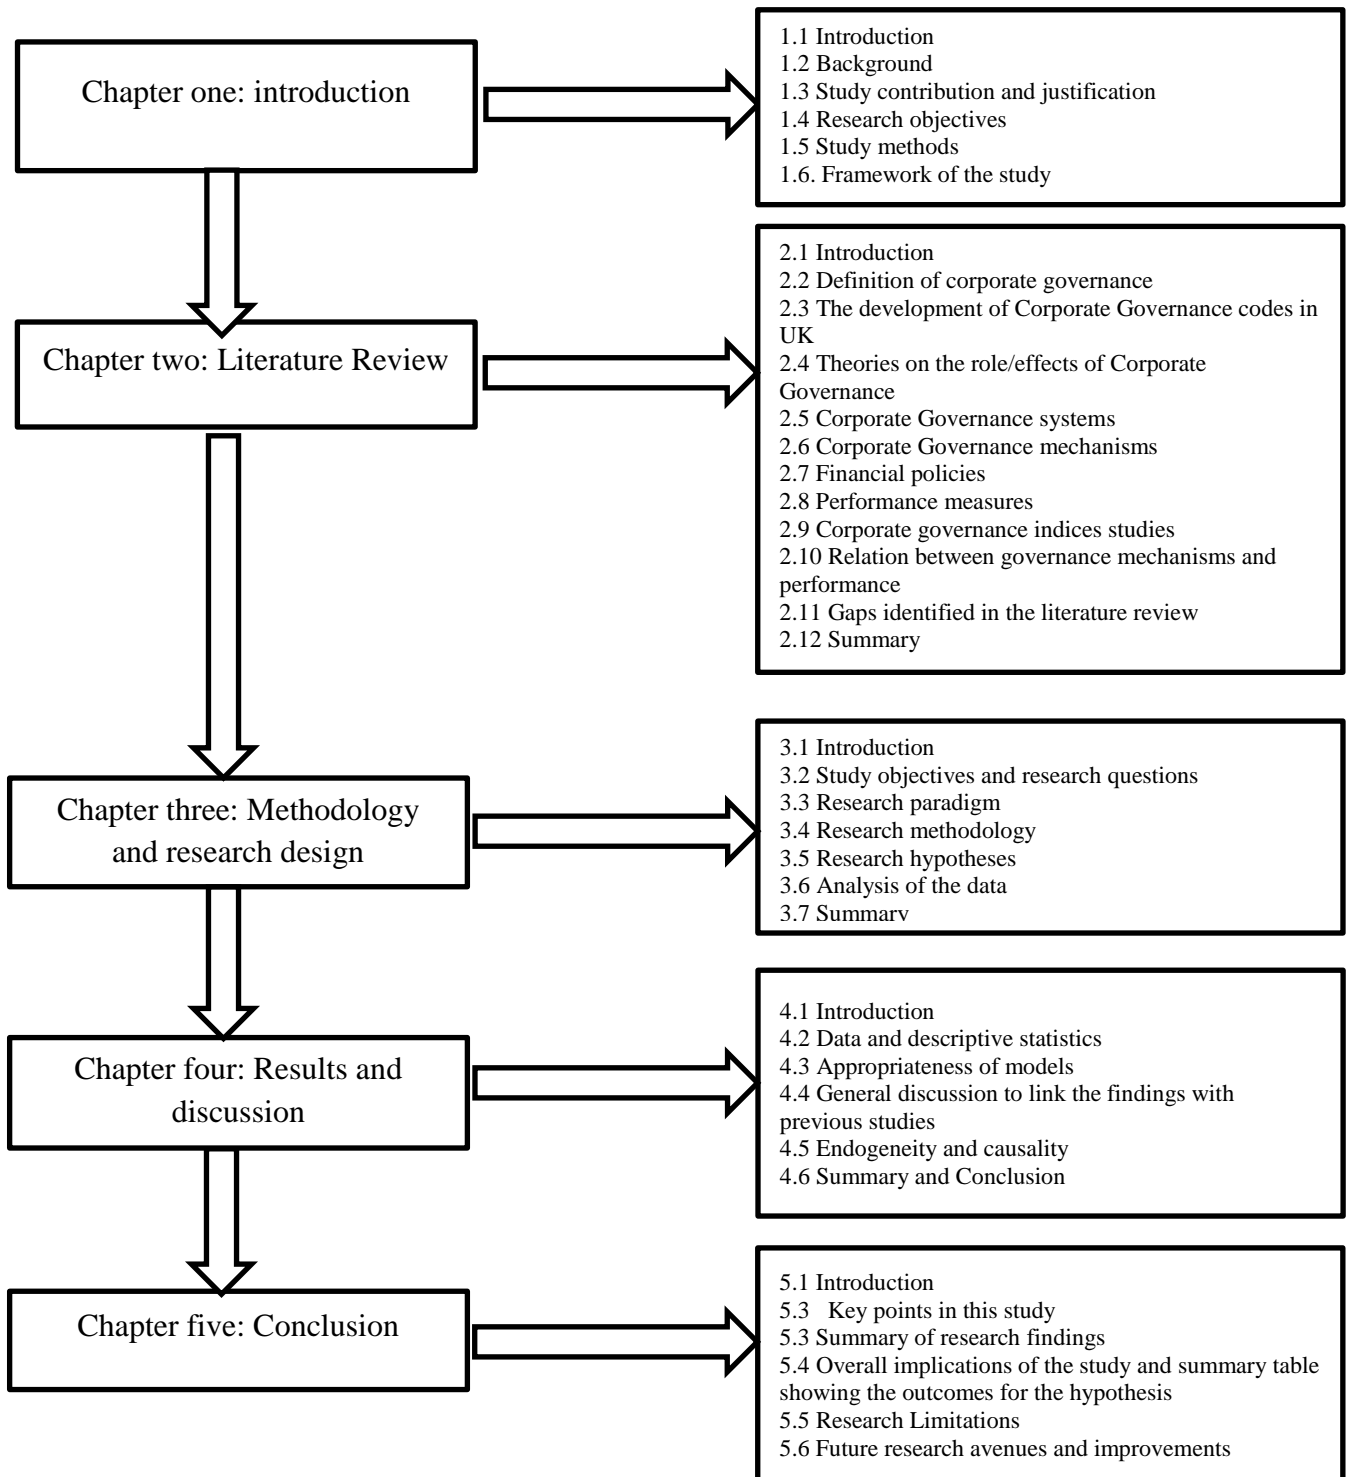 Chapter one: introduction
1.1 Introduction
1.2 Background
1.3 Study contribution and justification
1.4 Research objectives
1.5 Study methods
1.6. Framework of the study
Chapter two: Literature Review
2.1 Introduction
2.2 Definition of corporate governance
2.3 The development of Corporate Governance codes in
UK
2.4 Theories on the role/effects of Corporate
Governance
2.5 Corporate Governance systems
2.6 Corporate Governance mechanisms
2.7 Financial policies
2.8 Performance measures
2.9 Corporate governance indices studies
2.10 Relation between governance mechanisms and
performance
2.11 Gaps identified in the literature review
2.12 Summary
Chapter three: Methodology
and research design
3.1 Introduction
3.2 Study objectives and research questions
3.3 Research paradigm
3.4 Research methodology
3.5 Research hypotheses
3.6 Analysis of the data
3.7 Summary
Chapter four: Results and
discussion
4.1 Introduction
4.2 Data and descriptive statistics
4.3 Appropriateness of models
4.4 General discussion to link the findings with
previous studies
4.5 Endogeneity and causality
4.6 Summary and Conclusion
Chapter five: Conclusion
5.1 Introduction
5.3 Key points in this study
5.3 Summary of research findings
5.4 Overall implications of the study and summary table
showing the outcomes for the hypothesis
5.5 Research Limitations
5.6 Future research avenues and improvements